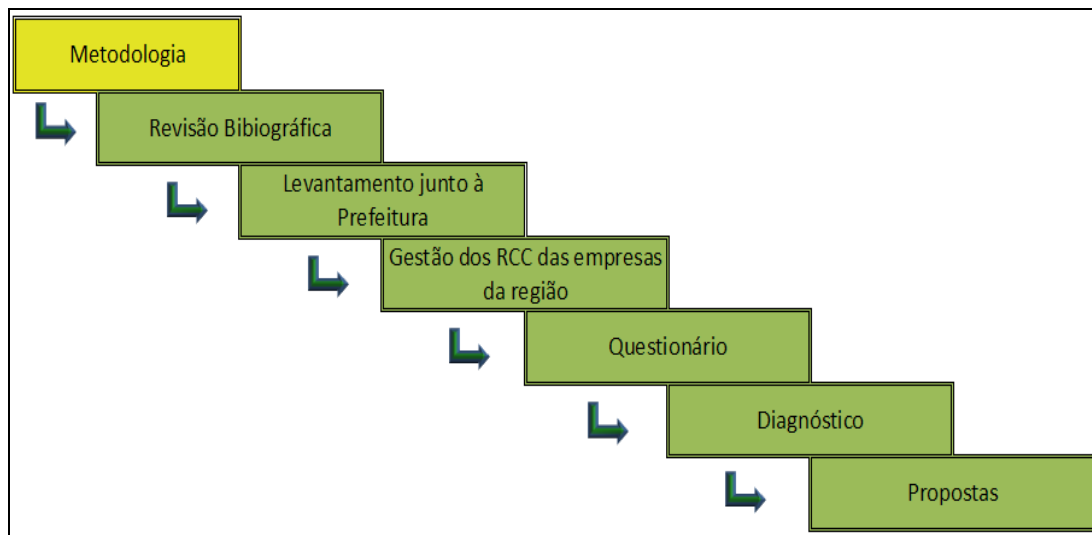 Metodologia
Revisão Bibiográfica
Levantamento junto à
Prefeitura
Gestão dos RCC das empresas
da região
Questionário
Diagnóstico
Propostas